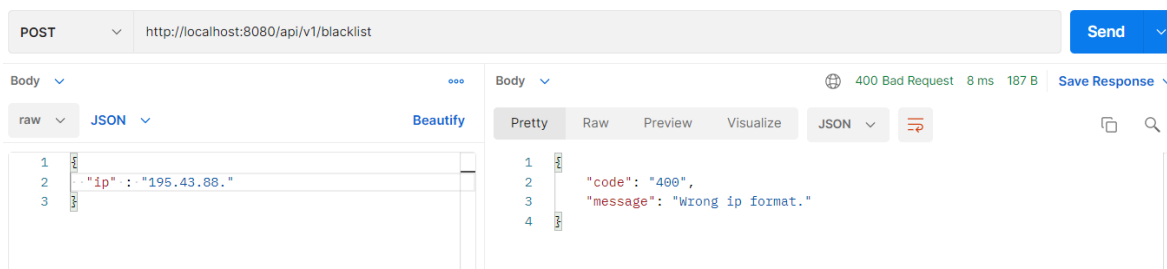 POST http://localhost:8080/api/v1/blacklist Send
Body ooo Body 400 Bad Request 8 ms 187 B Save Response
raw JSON Beautify Pretty Raw Preview Visualize JSON
1 {
2 "ip" : "195.43.88."
3 }
1 {
2 "code": "400",
3 "message": "Wrong ip format."
4 }